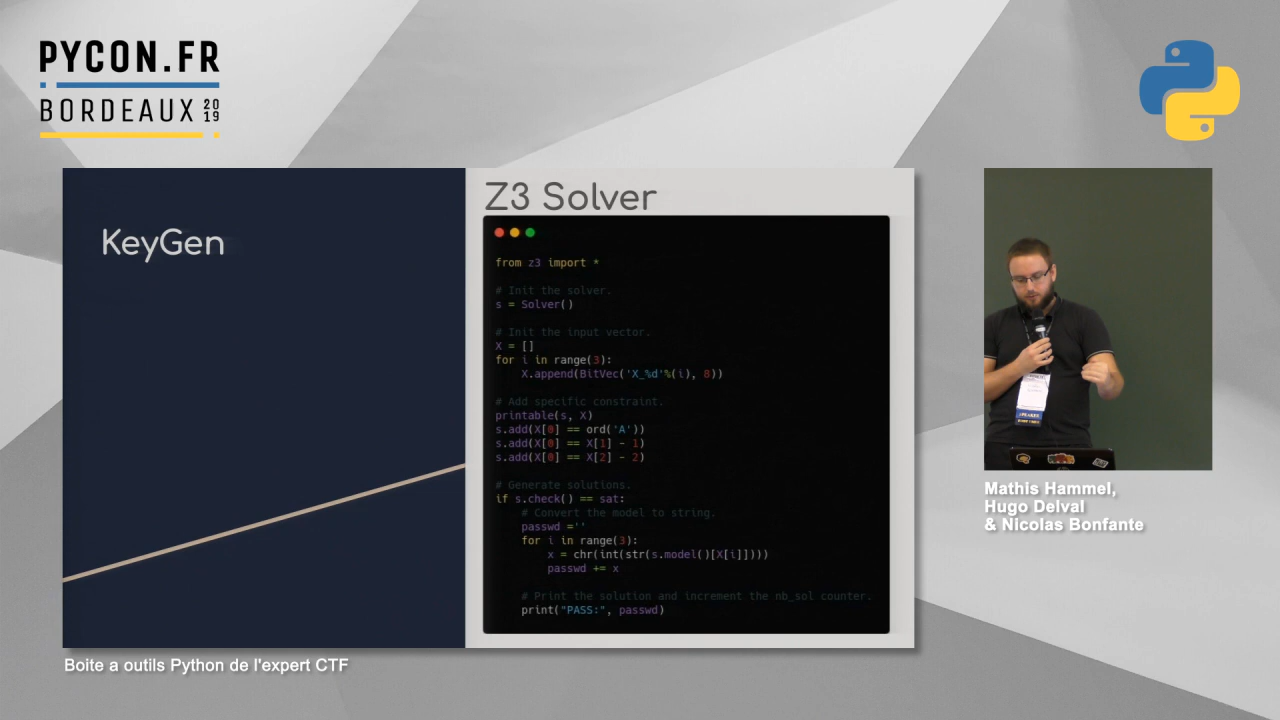 PYCON.FR
BORDEAUX 2019
KeyGen
Z3 Solver
from z3 import *
# Init the solver.
s = Solver()
# Init the input vector.
X = []
for i in range(3):
    X.append(BitVec('X_%d'%(i), 8))
# Add specific constraint.
printable(s, X)
s.add(X[0] == ord('A'))
s.add(X[0] == X[1] - 1)
s.add(X[0] == X[2] - 2)
# Generate solutions.
if s.check() == sat:
    # Convert the model to string.
    passwd =''
    for i in range(3):
        x = chr(int(str(s.model()[X[i]])))
        passwd += x
    # Print the solution and increment the nb_sol counter.
    print("PASS:", passwd)
SPEAKER
Mathis Hammel,
Hugo Delval
& Nicolas Bonfante
Boite a outils Python de l'expert CTF